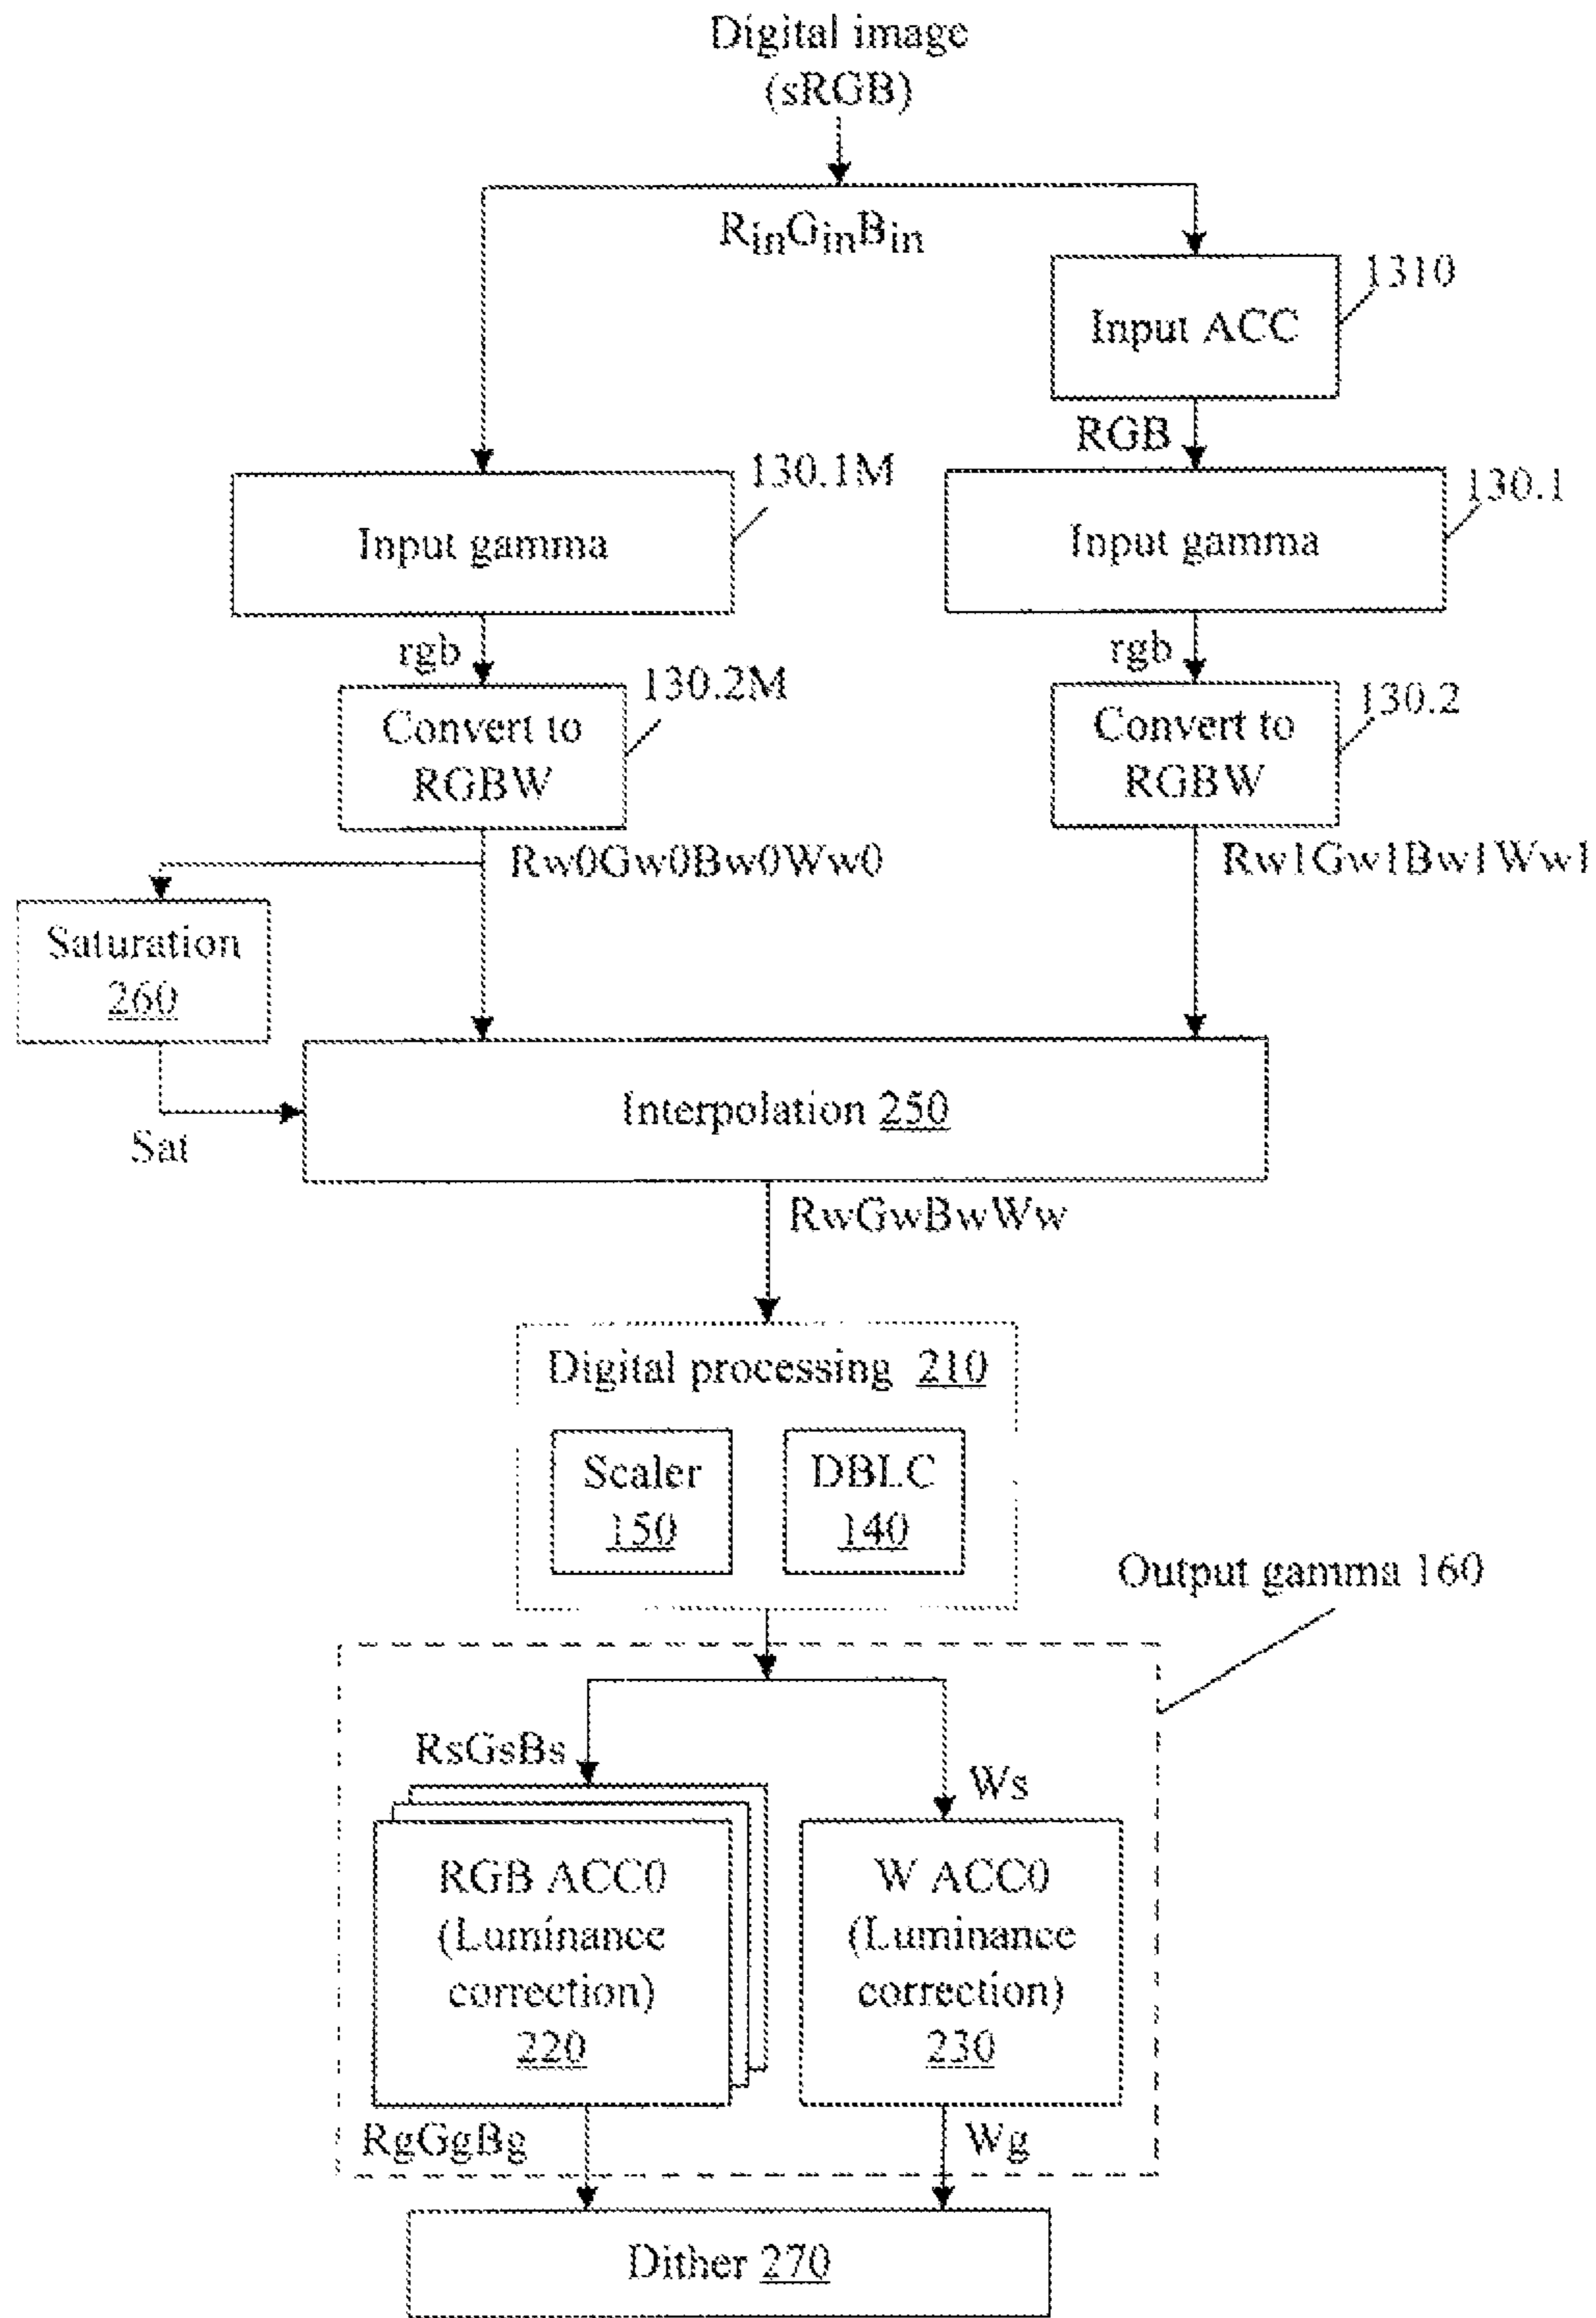 Digital image
(sRGB)
RinGinBin
1310
Input ACC
RGB
130.1M
130.1
Input gamma
Input gamma
rgb
rgb
130.2M
130.2
Convert to
RGBW
Convert to
RGBW
Rw0Gw0Bw0Ww0
Rw1Gw1Bw1Ww1
Saturation
260
Interpolation 250
Sat
RwGwBwWw
Digital processing 210
Scaler
150
DBLC
140
Output gamma 160
RsGsBs
Ws
RGB ACC0
(Luminance
correction)
220
W ACC0
(Luminance
correction)
230
RgGgBg
Wg
Dither 270